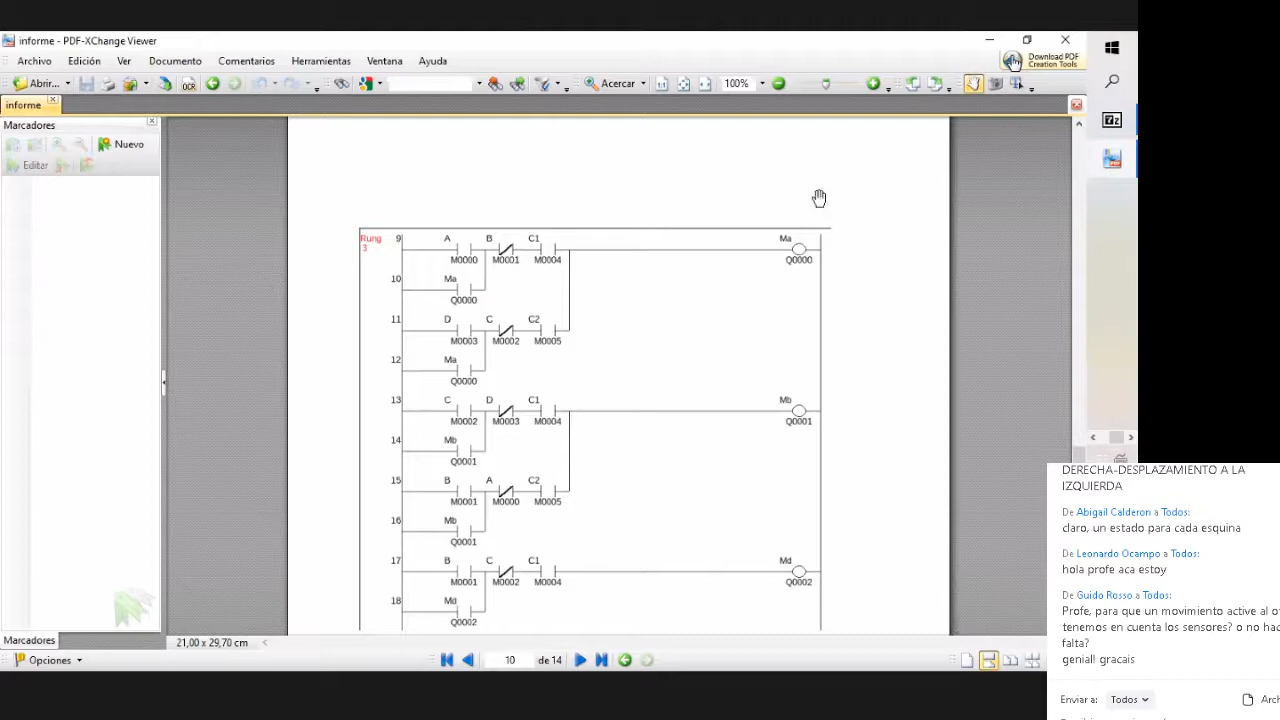 informe - PDF-XChange Viewer
Archivo Edición Ver Documento Comentarios Herramientas Ventana Ayuda
Download PDF
Creation Tools
Abrir... OCR Acercar 100%
informe
Marcadores
Nuevo
Editar
Rung 9 A B C1 Ma
3
M0000 M0001 M0004 Q0000
10 Ma
Q0000
11 D C C2
M0003 M0002 M0005
12 Ma
Q0000
13 C D C1 Mb
M0002 M0003 M0004 Q0001
14 Mb
Q0001
15 B A C2
M0001 M0000 M0005
16 Mb
Q0001
17 B C C1 Md
M0001 M0002 M0004 Q0002
18 Md
Q0002
Marcadores
21,00 x 29,70 cm
Opciones
10 de 14
DERECHA-DESPLAZAMIENTO A LA
IZQUIERDA
De Abigail Calderon a Todos:
claro, un estado para cada esquina
De Leonardo Ocampo a Todos:
hola profe aca estoy
De Guido Rosso a Todos:
Profe, para que un movimiento active al o
tenemos en cuenta los sensores? o no hac
falta?
genial! gracais
Enviar a: Todos Arch